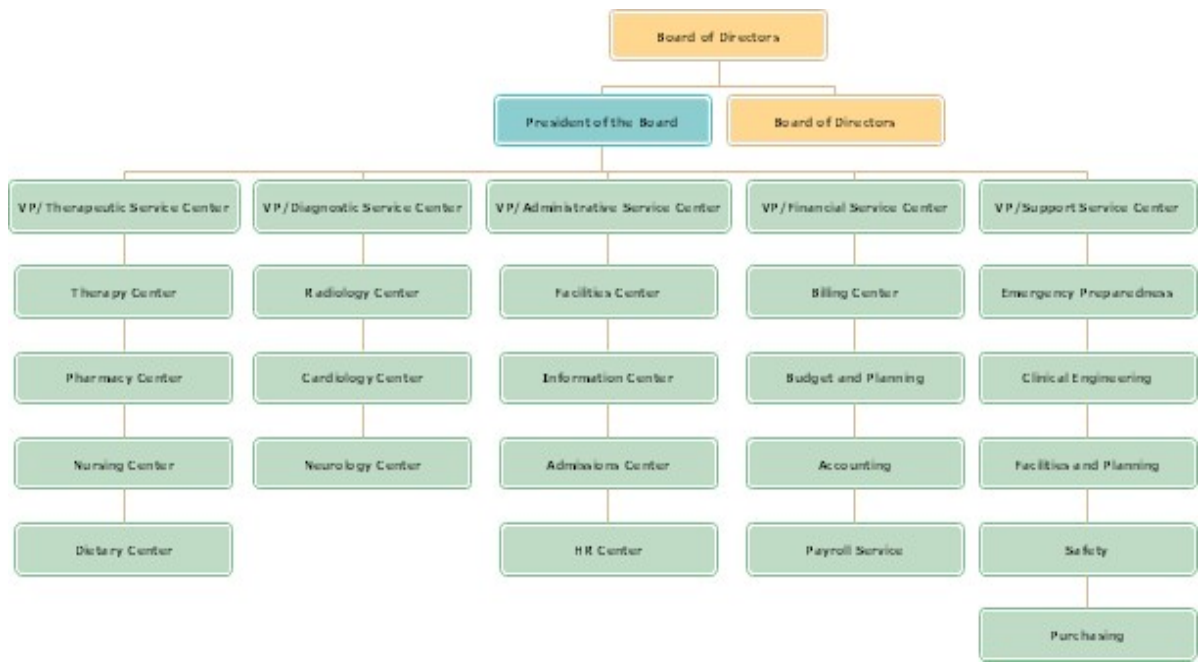 Board of Directors
President of the Board
Board of Directors
VP/Therapeutic Service Center
VP/Diagnostic Service Center
VP/Administrative Service Center
VP/Financial Service Center
VP/Support Service Center
Therapy Center
Radiology Center
Facilities Center
Billing Center
Emergency Preparedness
Pharmacy Center
Cardiology Center
Information Center
Budget and Planning
Clinical Engineering
Nursing Center
Neurology Center
Admissions Center
Accounting
Facilities and Planning
Dietary Center
HR Center
Payroll Service
Safety
Purchasing